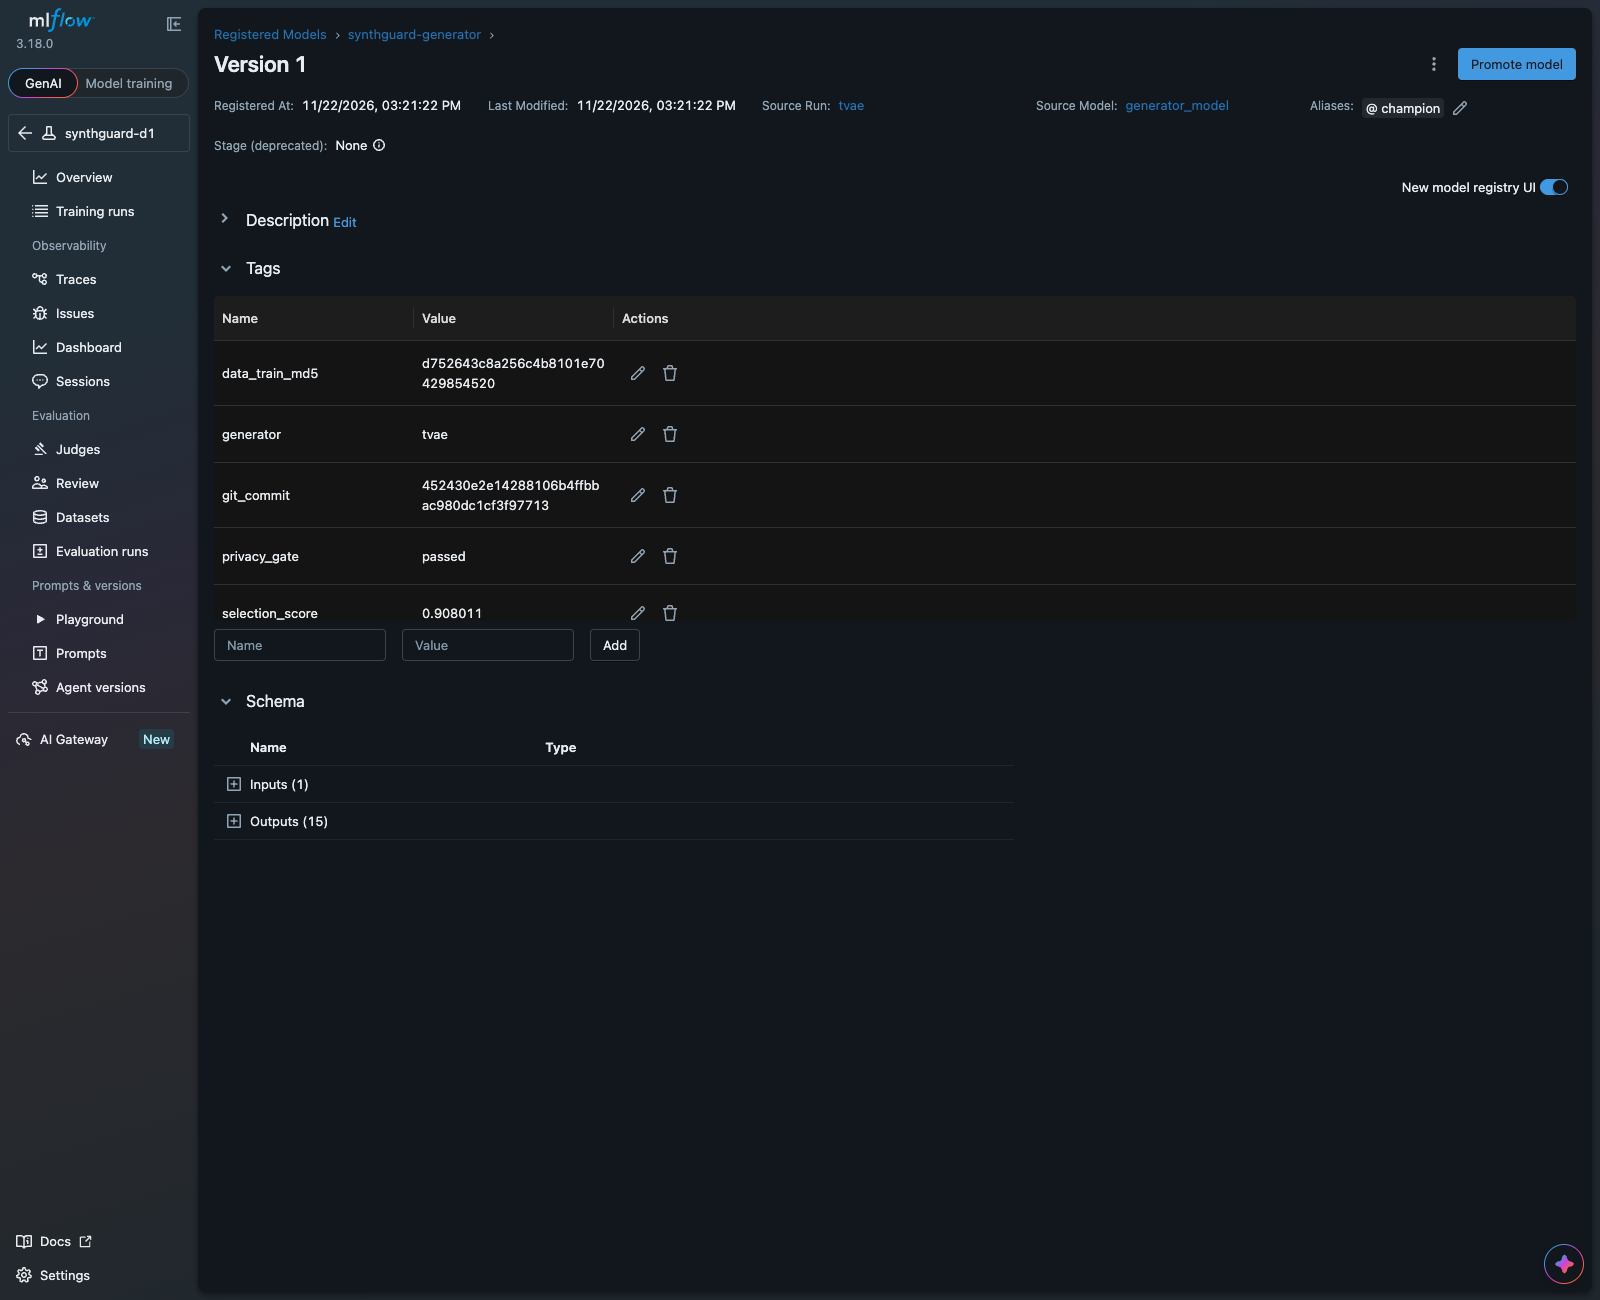 mlflow
3.18.0
GenAI
Model training
synthguard-d1
Overview
Training runs
Observability
Traces
Issues
Dashboard
Sessions
Evaluation
Judges
Review
Datasets
Evaluation runs
Prompts & versions
Playground
Prompts
Agent versions
AI Gateway New
Docs
Settings
Registered Models › synthguard-generator ›
Version 1
Promote model
Registered At: 11/22/2026, 03:21:22 PM Last Modified: 11/22/2026, 03:21:22 PM Source Run: tvae Source Model: generator_model Aliases: @ champion
Stage (deprecated): None
New model registry UI
Description Edit
Tags
Name Value Actions
data_train_md5 d752643c8a256c4b8101e70
429854520
generator tvae
git_commit 452430e2e14288106b4ffbb
ac980dc1cf3f97713
privacy_gate passed
selection_score 0.908011
Name Value Add
Schema
Name Type
Inputs (1)
Outputs (15)